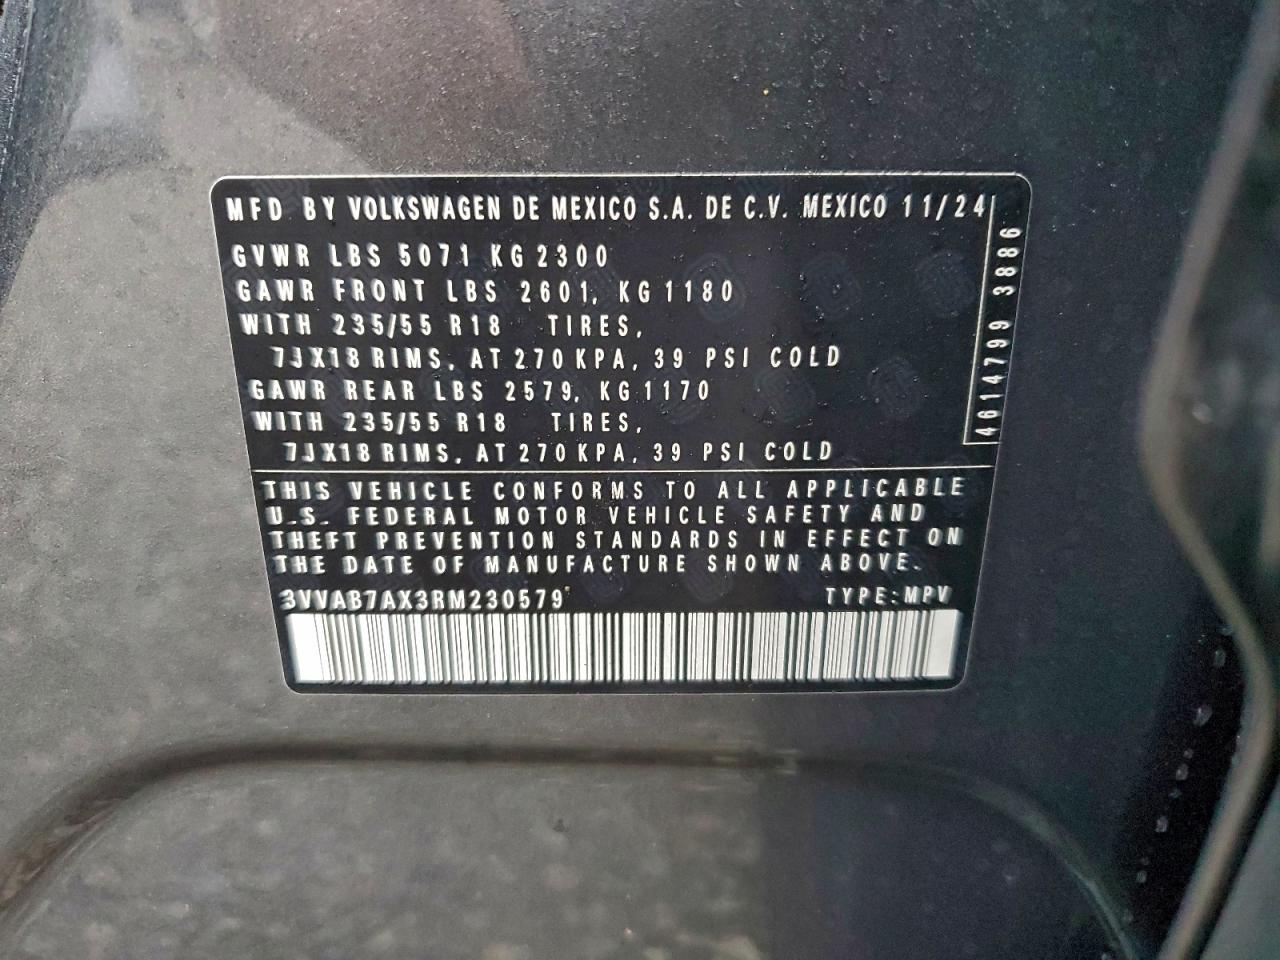 MFD BY VOLKSWAGEN DE MEXICO S.A. DE C.V. MEXICO 11/24
GVWR LBS 5071 KG 2300
GAWR FRONT LBS 2601, KG 1180
WITH 235/55 R18 TIRES,
7JX18 RIMS, AT 270 KPA, 39 PSI COLD
GAWR REAR LBS 2579, KG 1170
WITH 235/55 R18 TIRES,
7JX18 RIMS, AT 270 KPA, 39 PSI COLD
4614799 3886
THIS VEHICLE CONFORMS TO ALL APPLICABLE
U.S. FEDERAL MOTOR VEHICLE SAFETY AND
THEFT PREVENTION STANDARDS IN EFFECT ON
THE DATE OF MANUFACTURE SHOWN ABOVE.
3VVAB7AX3RM230579 TYPE:MPV